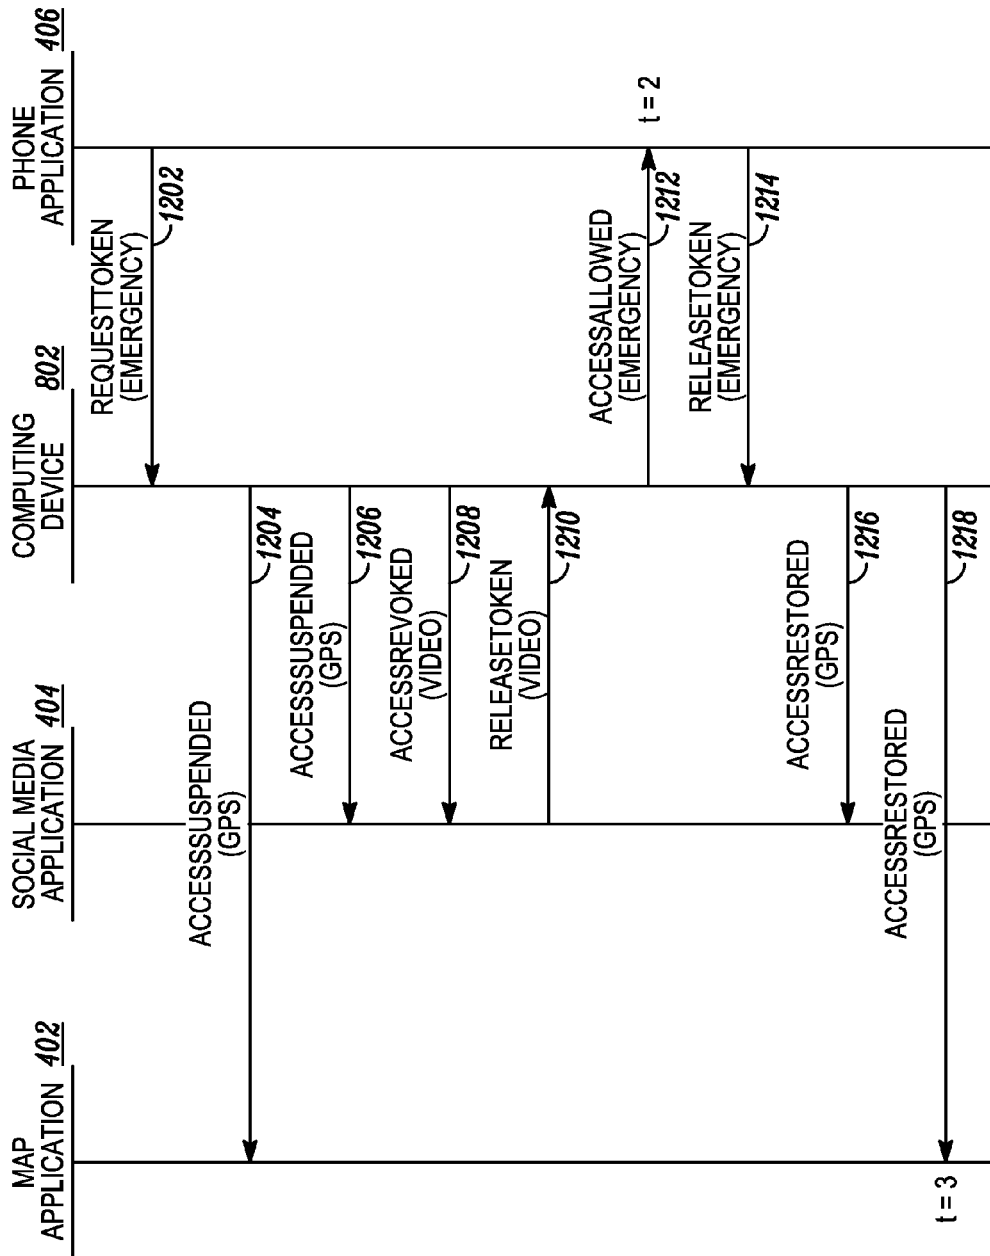 MAP
APPLICATION 402
SOCIAL MEDIA
APPLICATION 404
COMPUTING
DEVICE 802
PHONE
APPLICATION 406
REQUESTTOKEN
(EMERGENCY)
1202
ACCESSSUSPENDED
(GPS)
1204
ACCESSSUSPENDED
(GPS)
1206
ACCESSREVOKED
(VIDEO)
1208
RELEASETOKEN
(VIDEO)
1210
ACCESSALLOWED
(EMERGENCY)
1212
t = 2
RELEASETOKEN
(EMERGENCY)
1214
ACCESSRESTORED
(GPS)
1216
ACCESSRESTORED
(GPS)
1218
t = 3